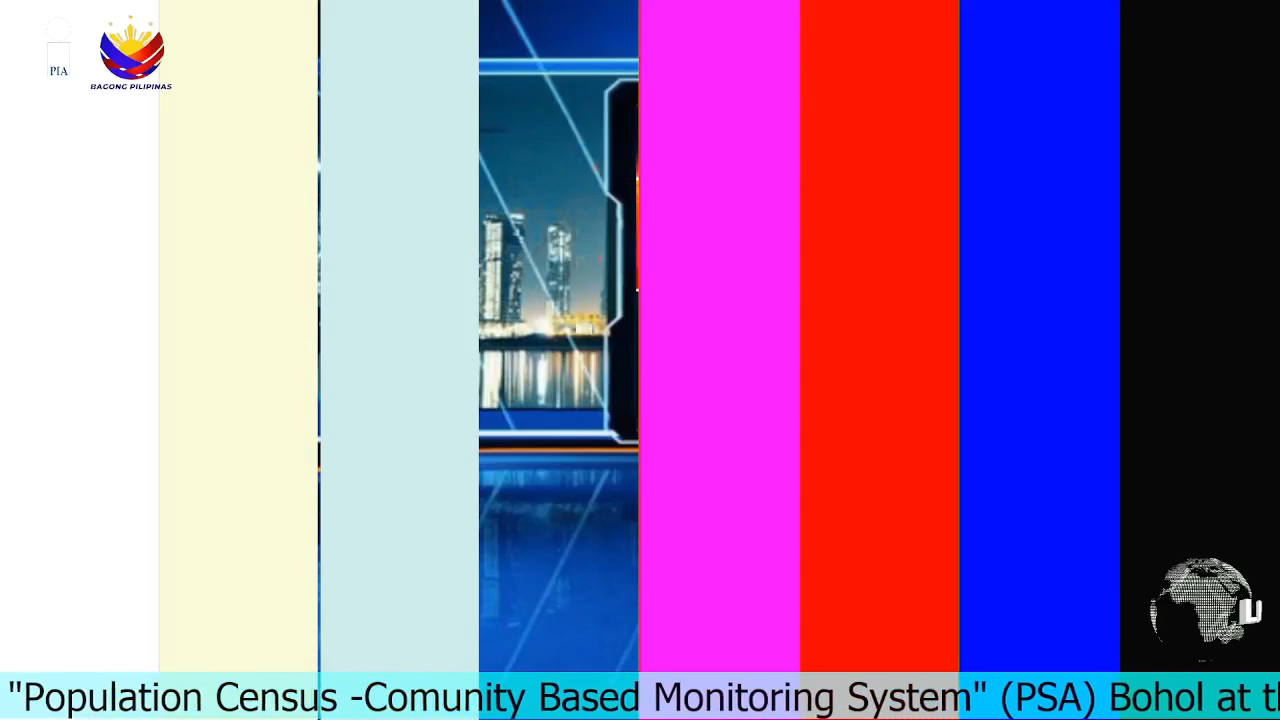 PIA
BAGONG PILIPINAS
"Population Census -Comunity Based Monitoring System" (PSA) Bohol at